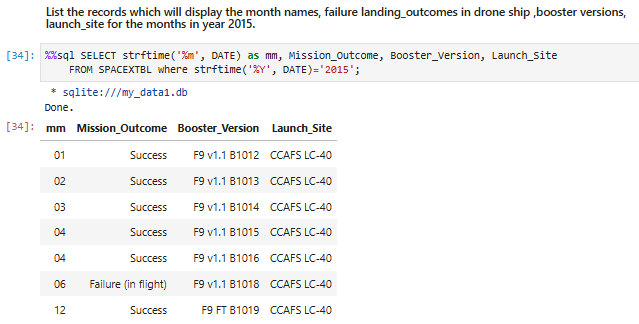 List the records which will display the month names, failure landing_outcomes in drone ship ,booster versions,
launch_site for the months in year 2015.
[34]: %%sql SELECT strftime('%m', DATE) as mm, Mission_Outcome, Booster_Version, Launch_Site
FROM SPACEXTBL where strftime('%Y', DATE)='2015';
* sqlite:///my_data1.db
Done.
[34]: mm Mission_Outcome Booster_Version Launch_Site
01 Success F9 v1.1 B1012 CCAFS LC-40
02 Success F9 v1.1 B1013 CCAFS LC-40
03 Success F9 v1.1 B1014 CCAFS LC-40
04 Success F9 v1.1 B1015 CCAFS LC-40
04 Success F9 v1.1 B1016 CCAFS LC-40
06 Failure (in flight) F9 v1.1 B1018 CCAFS LC-40
12 Success F9 FT B1019 CCAFS LC-40